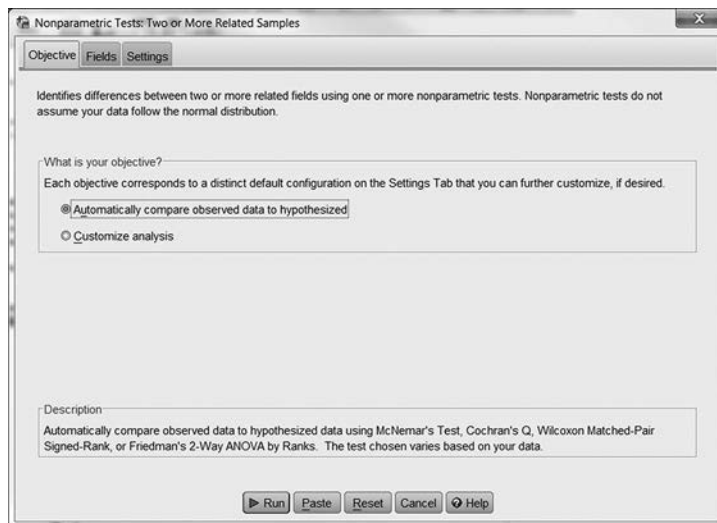 Nonparametric Tests: Two or More Related Samples
X
Objective Fields Settings
Identifies differences between two or more related fields using one or more nonparametric tests. Nonparametric tests do not
assume your data follow the normal distribution.
What is your objective?
Each objective corresponds to a distinct default configuration on the Settings Tab that you can further customize, if desired.
Automatically compare observed data to hypothesized
Customize analysis
Description
Automatically compare observed data to hypothesized data using McNemar's Test, Cochran's Q, Wilcoxon Matched-Pair
Signed-Rank, or Friedman's 2-Way ANOVA by Ranks. The test chosen varies based on your data.
Run Paste Reset Cancel Help